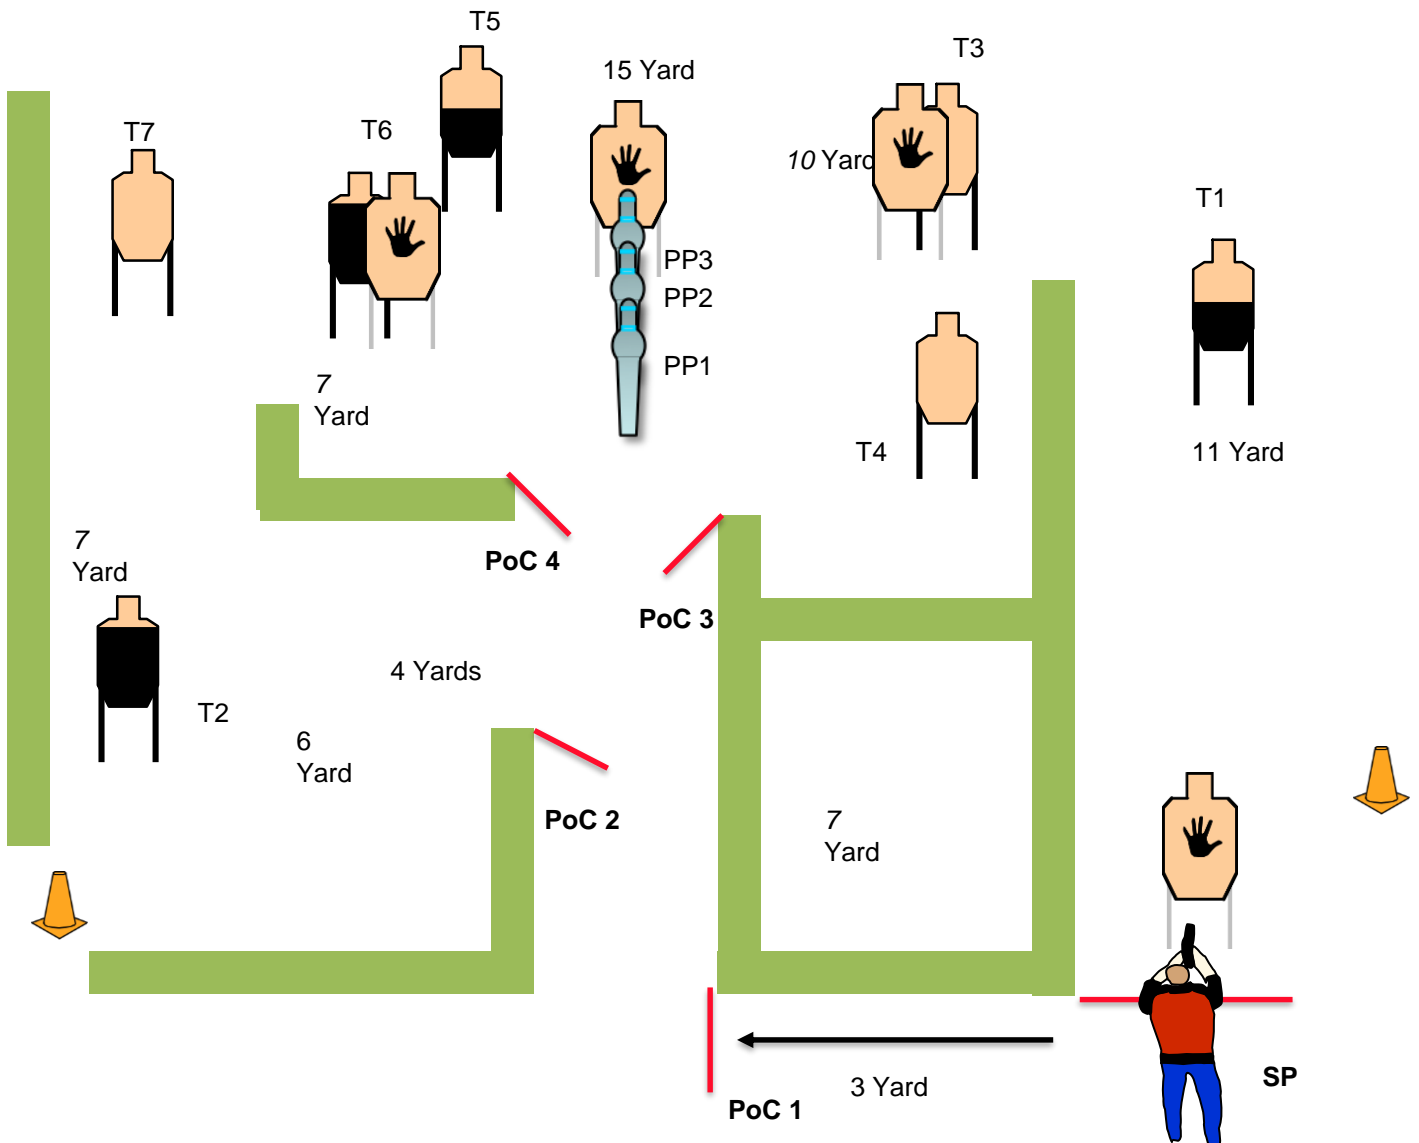 T5
15 Yard
T3
T7
T6
10 Yard
T1
PP3
PP2
PP1
7
Yard
T4
11 Yard
7
Yard
PoC 4
PoC 3
4 Yards
T2
6
Yard
PoC 2
7
Yard
SP
3 Yard
PoC 1